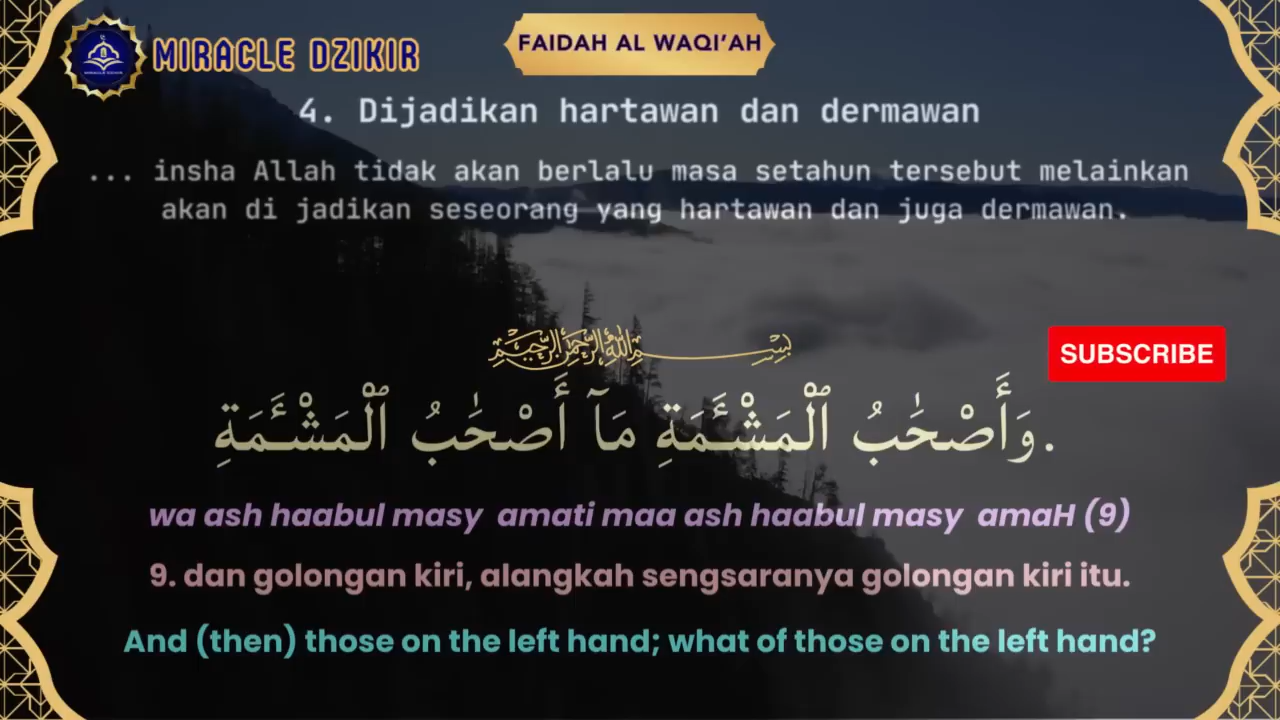 MIRACLE DZIKIR
FAIDAH AL WAQI'AH
4. Dijadikan hartawan dan dermawan
... insha Allah tidak akan berlalu masa setahun tersebut melainkan
akan di jadikan seseorang yang hartawan dan juga dermawan.
بِسْمِ اللهِ الرَّحْمٰنِ الرَّحِيْمِ
SUBSCRIBE
وَأَصْحَٰبُ ٱلْمَشْـَٔمَةِ مَآ أَصْحَٰبُ ٱلْمَشْـَٔمَةِ.
wa ash haabul masy amati maa ash haabul masy amaH (9)
9. dan golongan kiri, alangkah sengsaranya golongan kiri itu.
And (then) those on the left hand; what of those on the left hand?